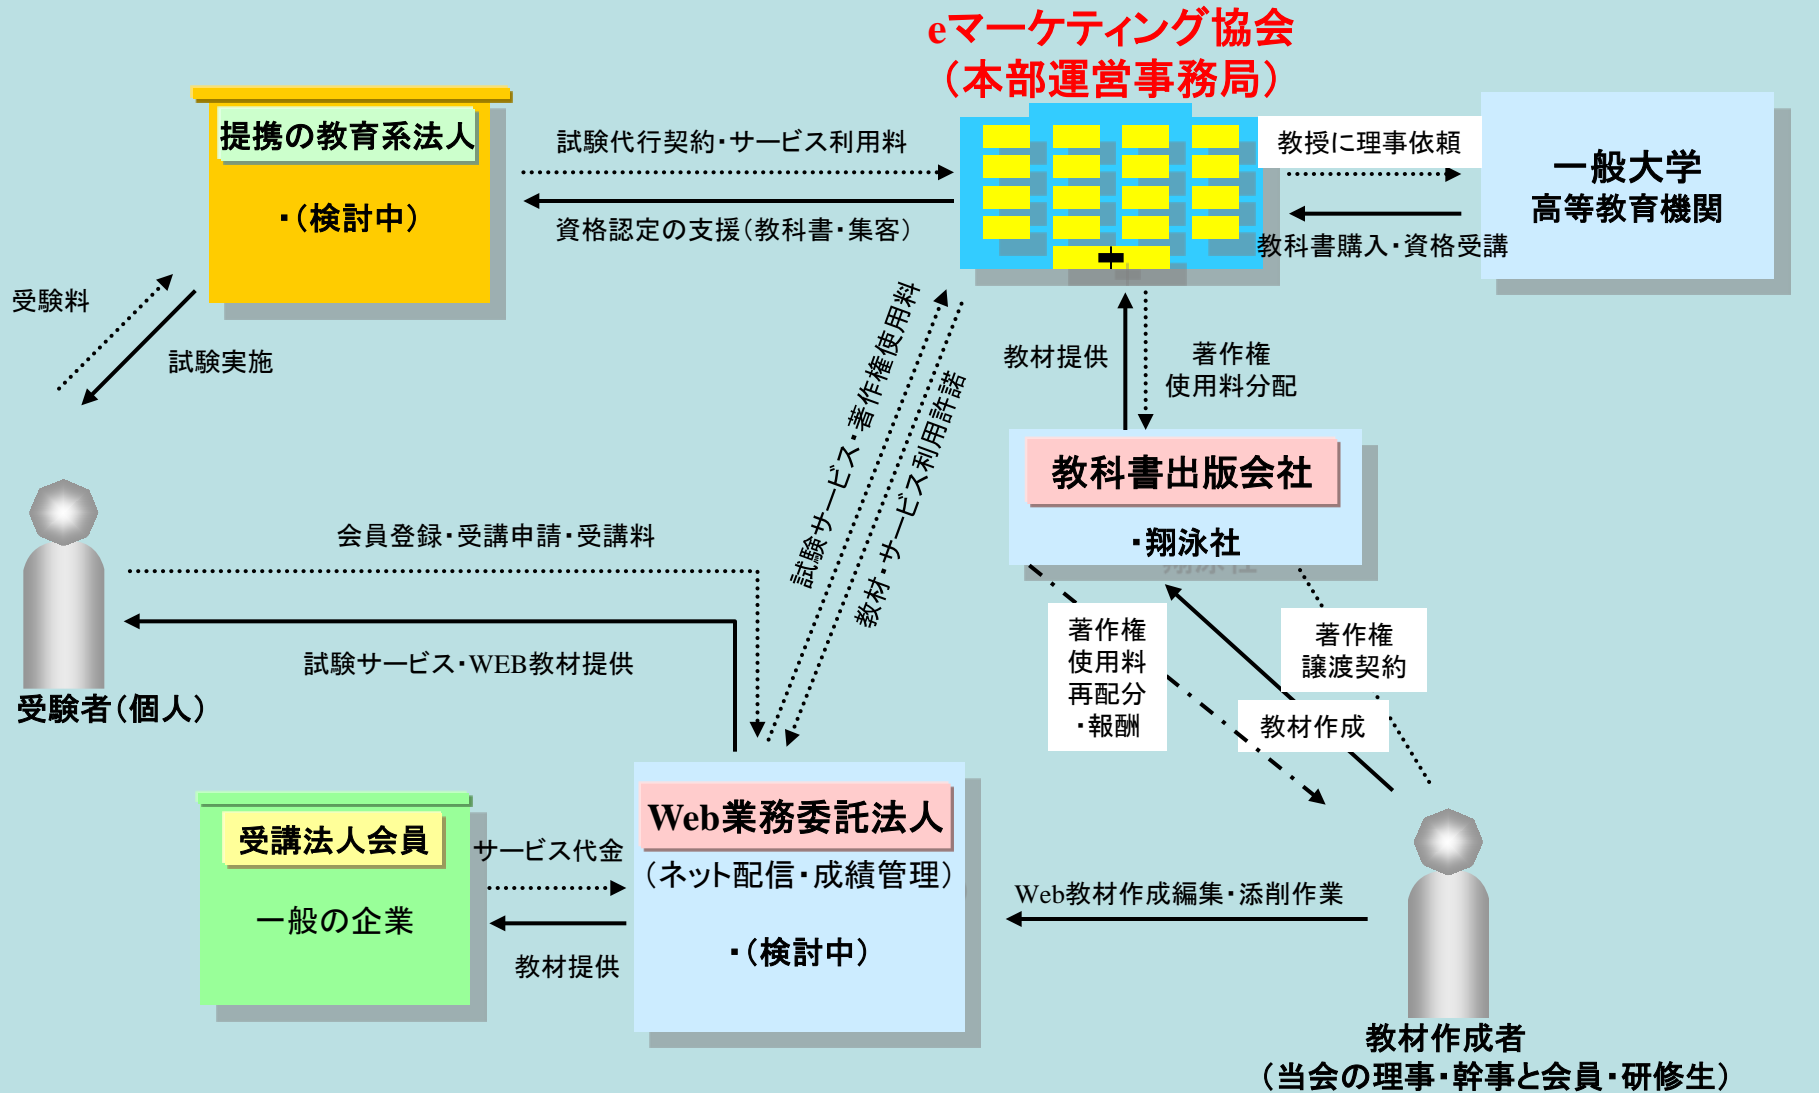 eマーケティング協会
（本部運営事務局）
提携の教育系法人
・（検討中）
試験代行契約・サービス利用料
資格認定の支援（教科書・集客）
教授に理事依頼
教科書購入・資格受講
一般大学
高等教育機関
受験料
試験実施
試験サービス・著作権使用料
教材・サービス利用許諾
教材提供
著作権
使用料分配
教科書出版会社
・翔泳社
会員登録・受講申請・受講料
試験サービス・WEB教材提供
受験者（個人）
著作権
使用料
再配分
・報酬
著作権
譲渡契約
教材作成
受講法人会員
一般の企業
サービス代金
教材提供
Web業務委託法人
（ネット配信・成績管理）
・（検討中）
Web教材作成編集・添削作業
教材作成者
（当会の理事・幹事と会員・研修生）